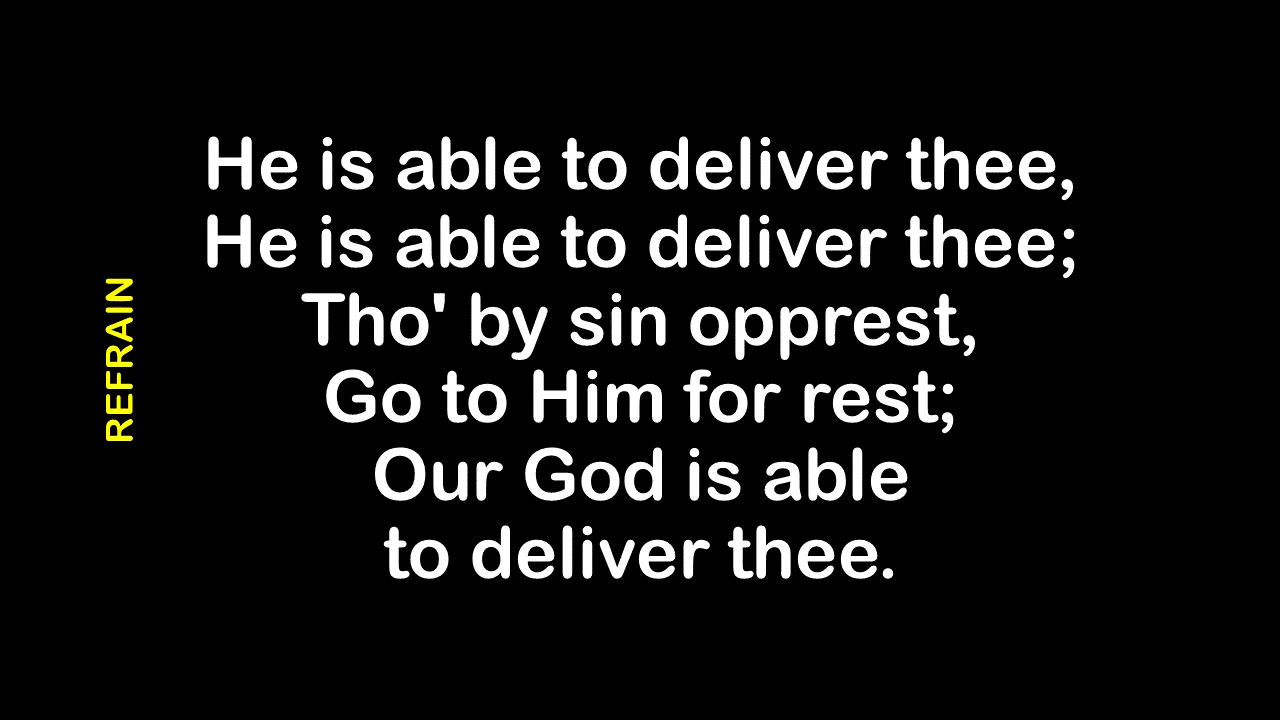 REFRAIN
He is able to deliver thee,
He is able to deliver thee;
Tho' by sin opprest,
Go to Him for rest;
Our God is able
to deliver thee.